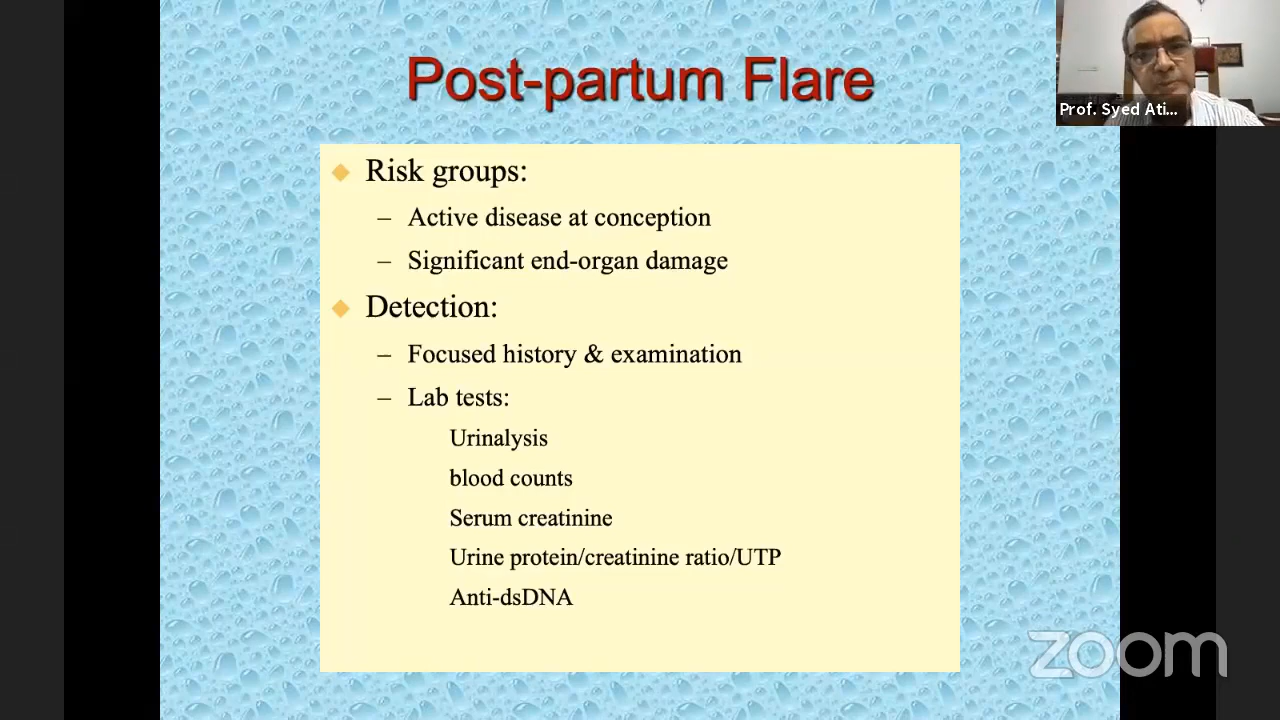 Post-partum Flare
Prof. Syed Ati...
Risk groups:
– Active disease at conception
– Significant end-organ damage
Detection:
– Focused history & examination
– Lab tests:
Urinalysis
blood counts
Serum creatinine
Urine protein/creatinine ratio/UTP
Anti-dsDNA
zoom